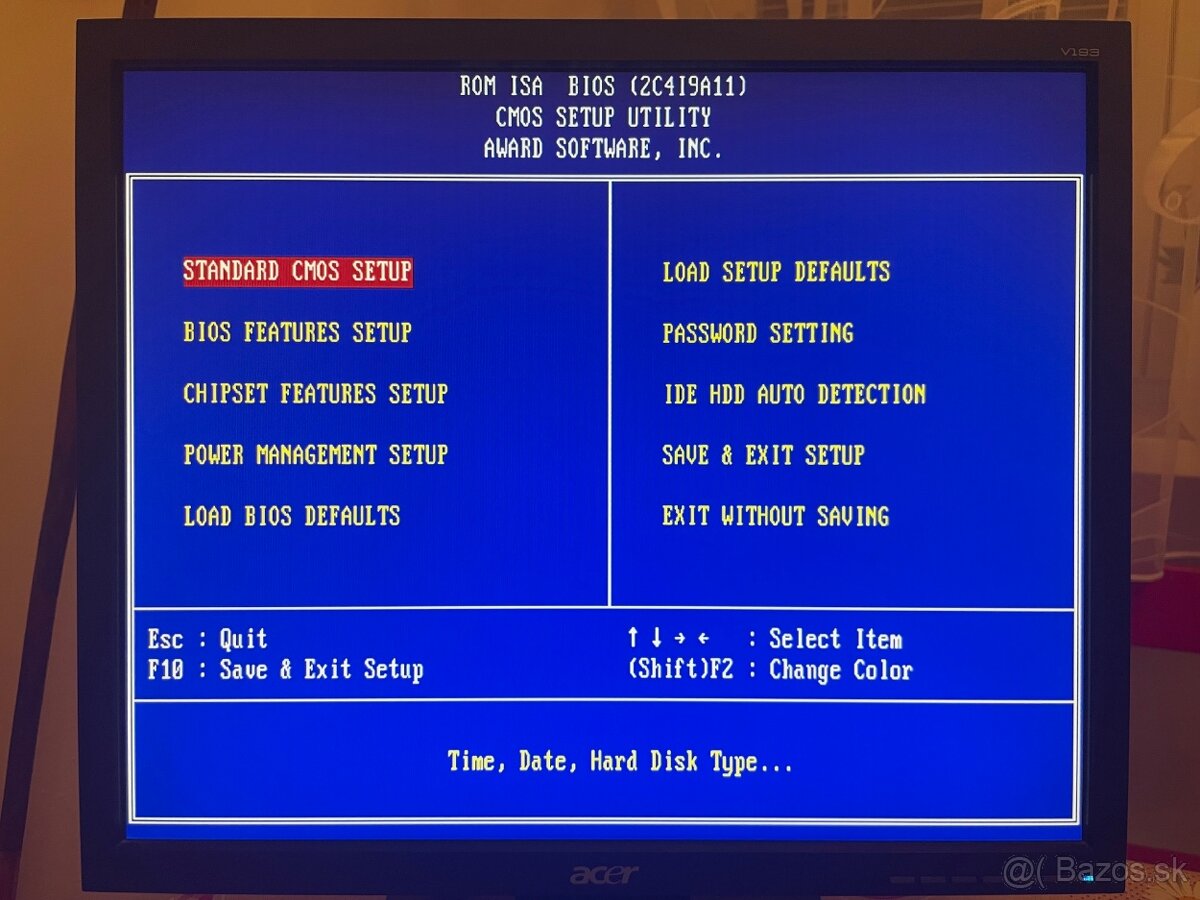 V193
ROM ISA BIOS (2C4I9A11)
CMOS SETUP UTILITY
AWARD SOFTWARE, INC.
STANDARD CMOS SETUP
BIOS FEATURES SETUP
CHIPSET FEATURES SETUP
POWER MANAGEMENT SETUP
LOAD BIOS DEFAULTS
LOAD SETUP DEFAULTS
PASSWORD SETTING
IDE HDD AUTO DETECTION
SAVE & EXIT SETUP
EXIT WITHOUT SAVING
Esc : Quit
F10 : Save & Exit Setup
↑ ↓ → ← : Select Item
(Shift)F2 : Change Color
Time, Date, Hard Disk Type...
acer
@( Bazos.sk